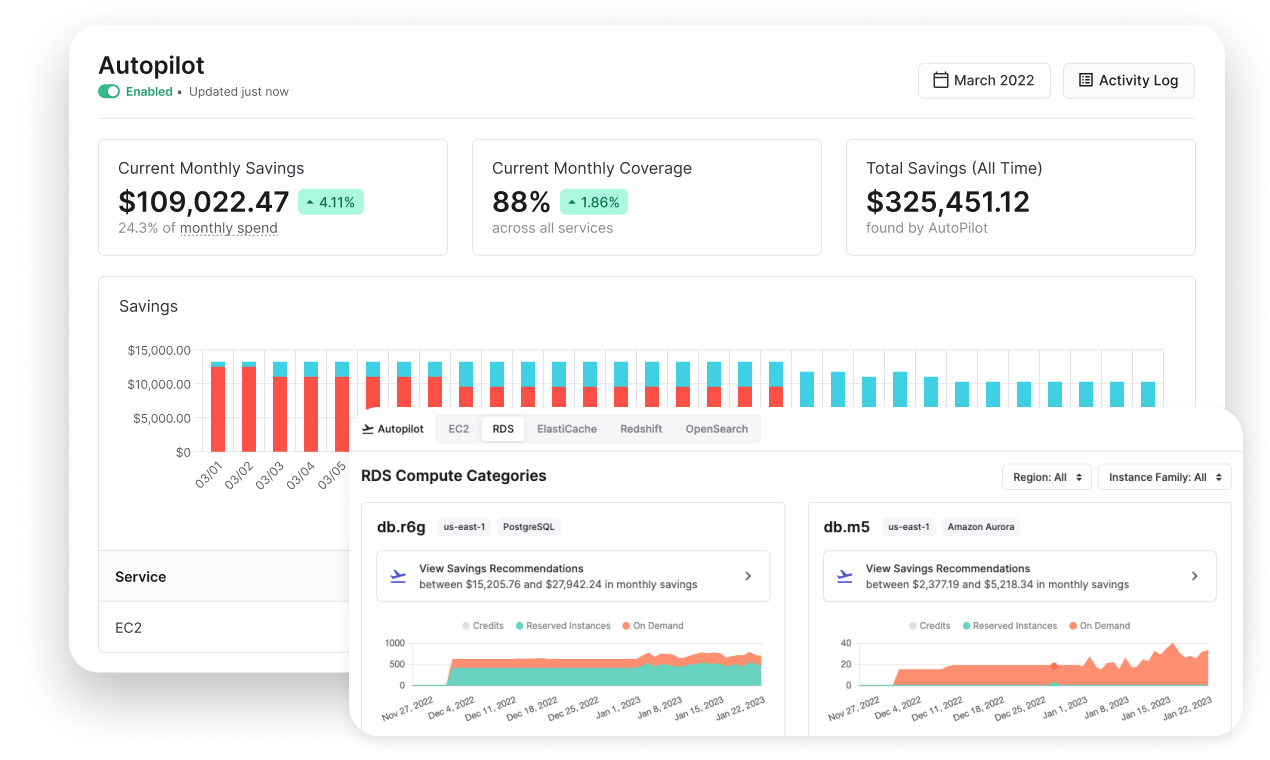 Autopilot
Enabled • Updated just now
March 2022
Activity Log
Current Monthly Savings
$109,022.47 4.11%
24.3% of monthly spend
Current Monthly Coverage
88% 1.86%
across all services
Total Savings (All Time)
$325,451.12
found by AutoPilot
Savings
$15,000.00
$10,000.00
$5,000.00
$0
03/01 03/02 03/03 03/04 03/05
Service
EC2
Autopilot EC2 RDS ElastiCache Redshift OpenSearch
RDS Compute Categories
Region: All Instance Family: All
db.r6g us-east-1 PostgreSQL
View Savings Recommendations
between $15,205.76 and $27,942.24 in monthly savings
Credits Reserved Instances On Demand
1000
500
0
Nov 27, 2022 Dec 4, 2022 Dec 11, 2022 Dec 18, 2022 Dec 25, 2022 Jan 1, 2023 Jan 8, 2023 Jan 15, 2023 Jan 22, 2023
db.m5 us-east-1 Amazon Aurora
View Savings Recommendations
between $2,377.19 and $5,218.34 in monthly savings
Credits Reserved Instances On Demand
40
20
0
Nov 27, 2022 Dec 4, 2022 Dec 11, 2022 Dec 18, 2022 Dec 25, 2022 Jan 1, 2023 Jan 8, 2023 Jan 15, 2023 Jan 22, 2023